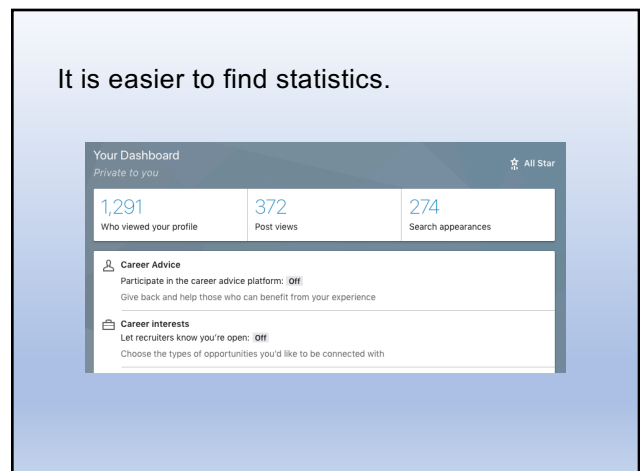 It is easier to find statistics.
Your Dashboard
Private to you
All Star
1,291
Who viewed your profile
372
Post views
274
Search appearances
Career Advice
Participate in the career advice platform: Off
Give back and help those who can benefit from your experience
Career interests
Let recruiters know you're open: Off
Choose the types of opportunities you'd like to be connected with